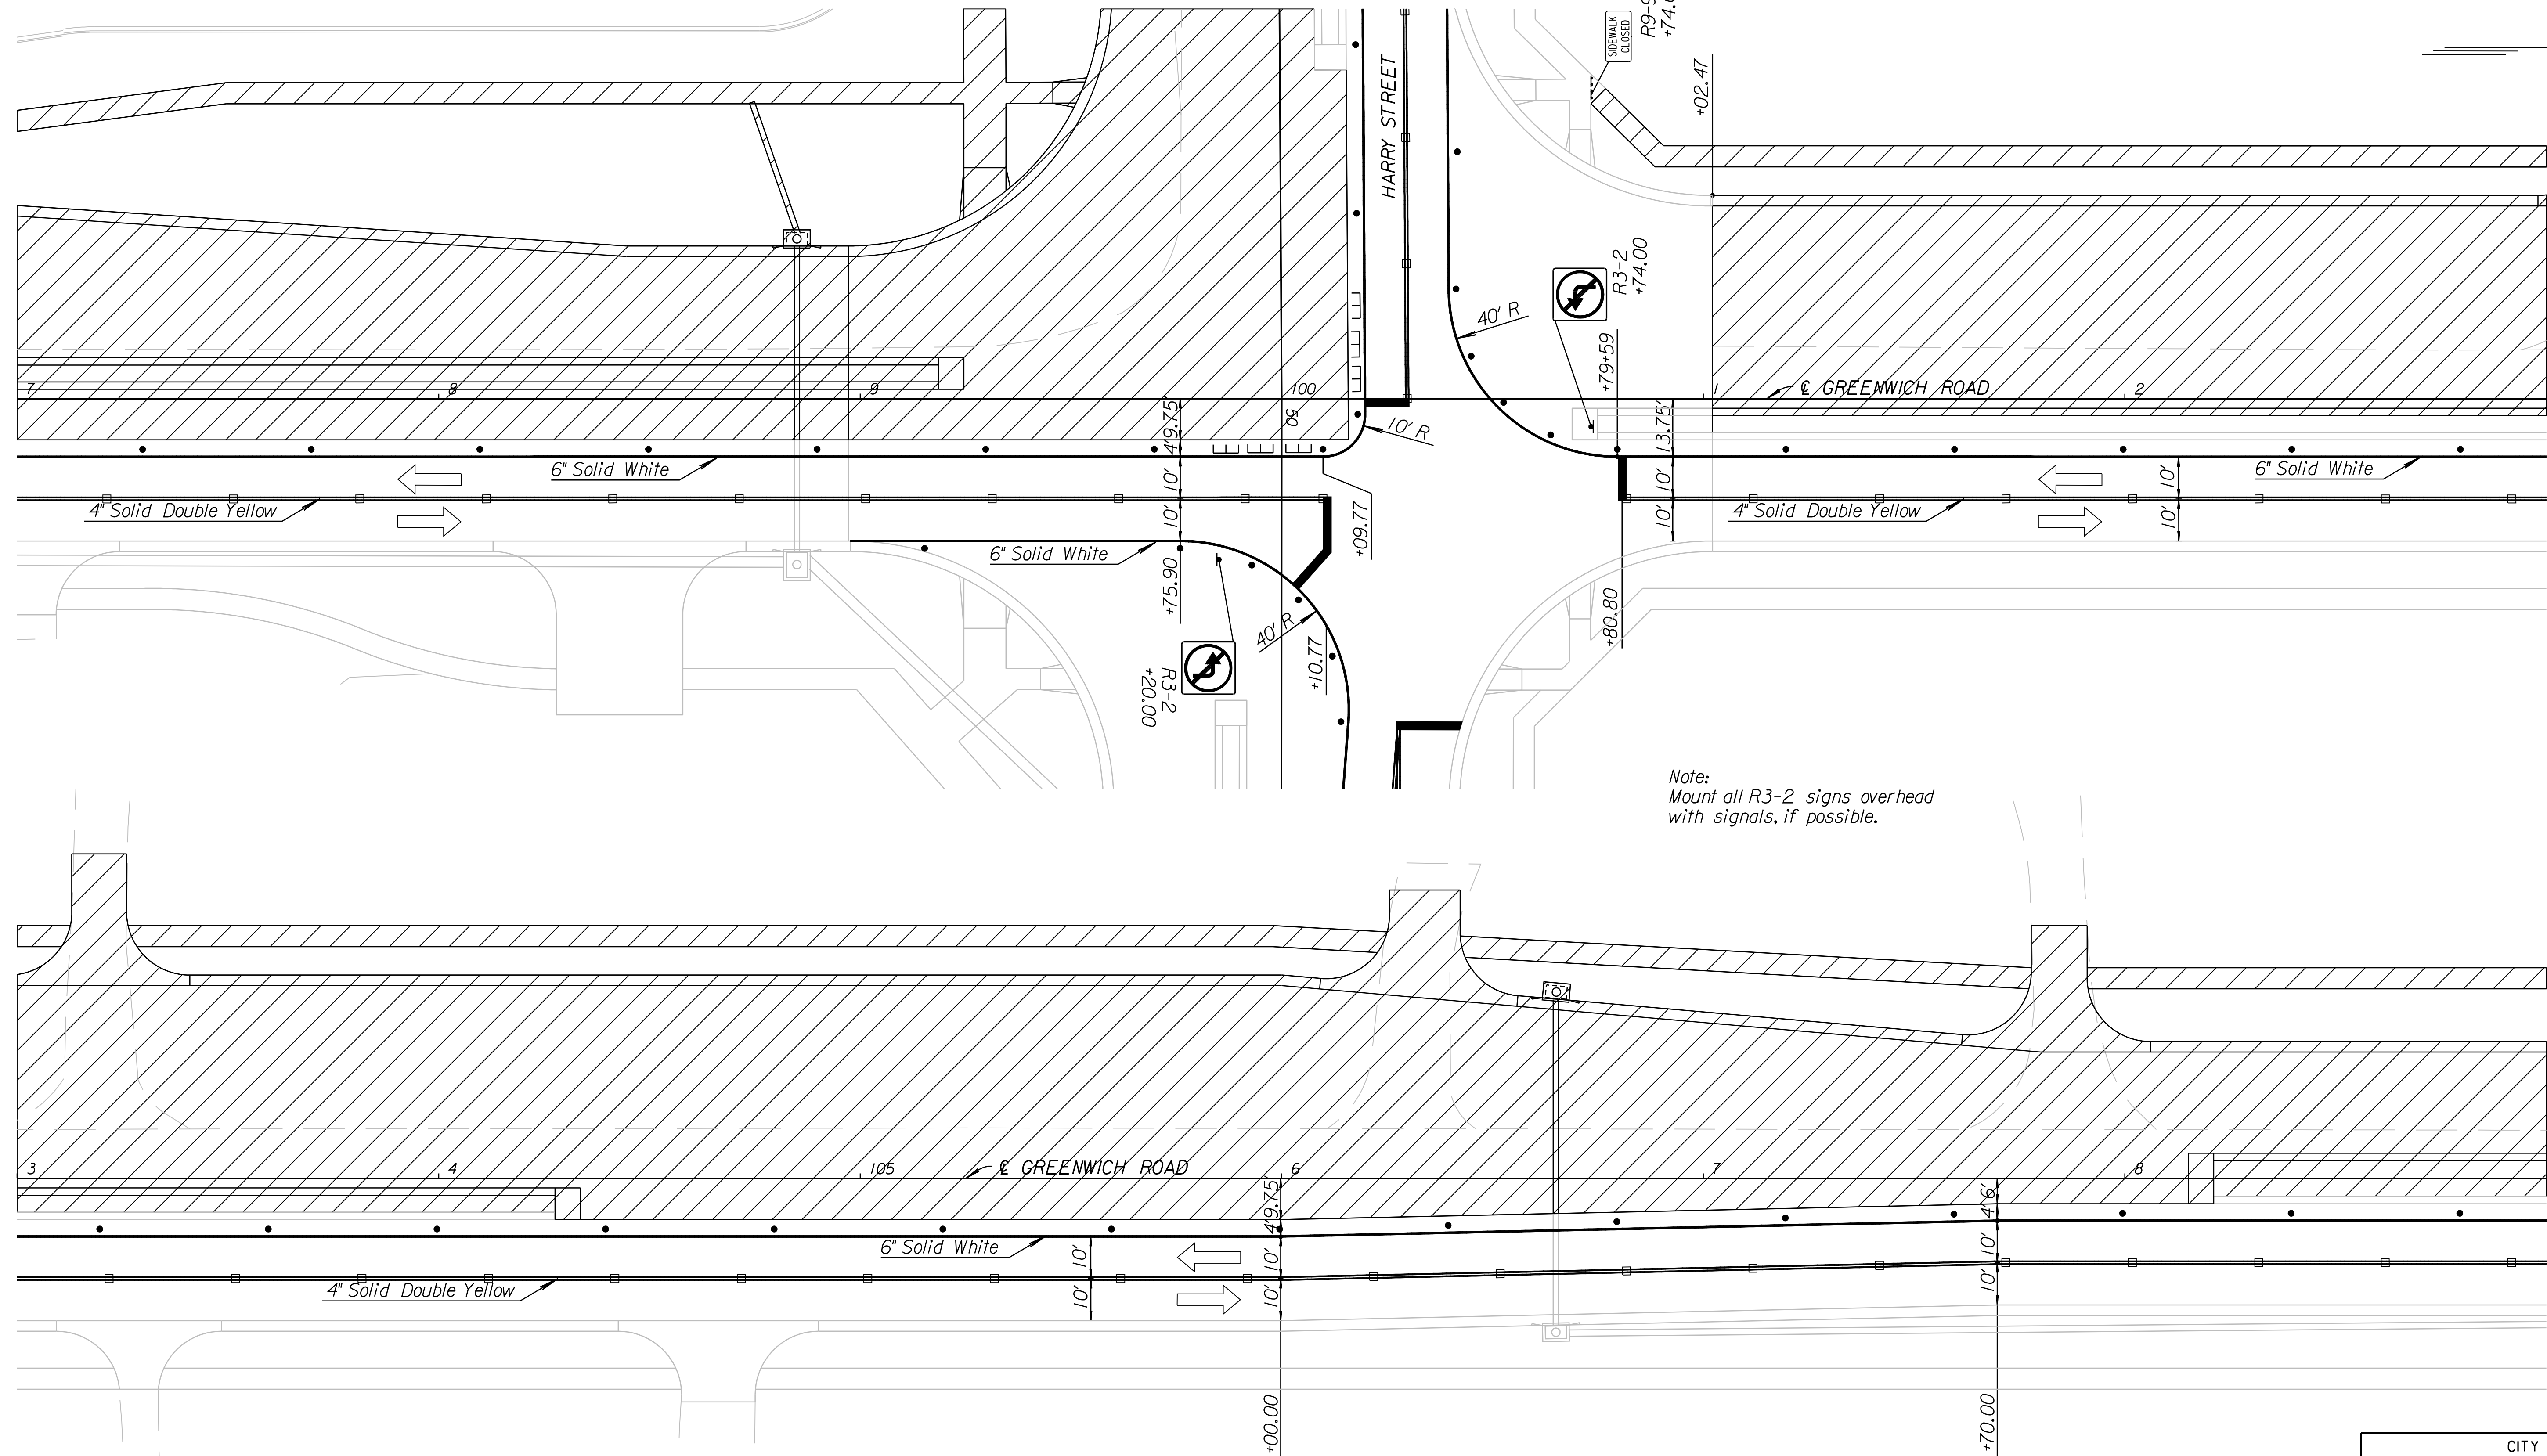 SIDEWALK
CLOSED
+02.47
HARRY STREET
R3-2
+74.00
40' R
79+59
7
8
9
100
1
℄ GREENWICH ROAD
2
50
4'
9.75'
10' R
13.75'
6" Solid White
10'
10'
6" Solid White
4" Solid Double Yellow
10'
4" Solid Double Yellow
10'
10'
10'
+09.77
6" Solid White
+75.90
+80.80
40' R
+10.77
R3-2
+20.00
Note:
Mount all R3-2 signs overhead
with signals, if possible.
3
4
105
℄ GREENWICH ROAD
6
7
8
4'
9.75'
4'
6'
6" Solid White
10'
10'
10'
4" Solid Double Yellow
10'
10'
10'
+00.00
+70.00
CITY